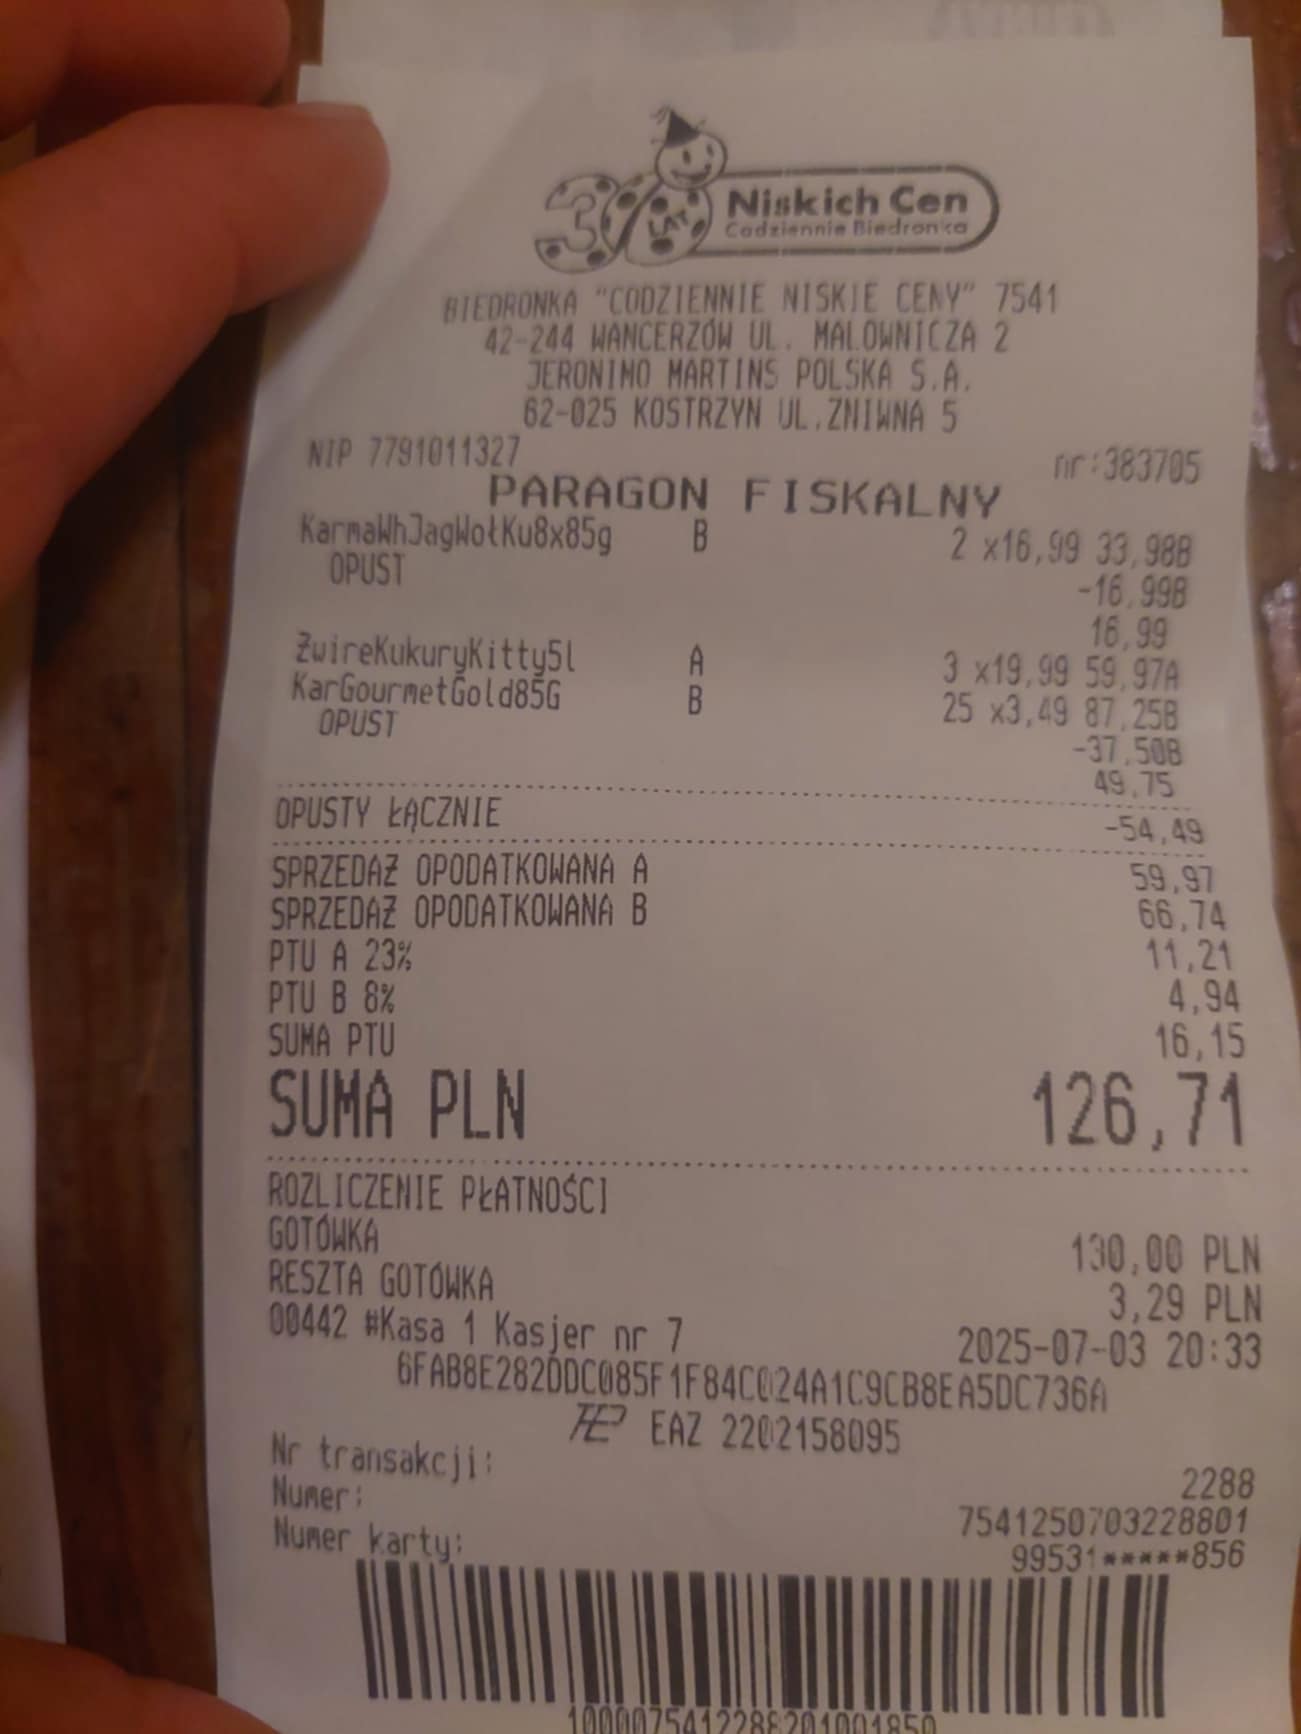 30 LAT Niskich Cen
Codziennie Biedronka
BIEDRONKA "CODZIENNIE NISKIE CENY" 7541
42-244 WANCERZÓW UL. MALOWNICZA 2
JERONIMO MARTINS POLSKA S.A.
62-025 KOSTRZYN UL.ŻNIWNA 5
NIP 7791011327 nr:383705
PARAGON FISKALNY
KarmaWhJagWołKu8x85g B 2 x16,99 33,98B
OPUST -16,99B
16,99
ŻwireKukuryKitty5l A 3 x19,99 59,97A
KarGourmetGold85G B 25 x3,49 87,25B
OPUST -37,50B
49,75
OPUSTY ŁĄCZNIE -54,49
SPRZEDAŻ OPODATKOWANA A 59,97
SPRZEDAŻ OPODATKOWANA B 66,74
PTU A 23% 11,21
PTU B 8% 4,94
SUMA PTU 16,15
SUMA PLN 126,71
ROZLICZENIE PŁATNOŚCI
GOTÓWKA 130,00 PLN
RESZTA GOTÓWKA 3,29 PLN
00442 #Kasa 1 Kasjer nr 7 2025-07-03 20:33
6FAB8E282DDC085F1F84C024A1C9CB8EA5DC736A
EAZ 2202158095
Nr transakcji: 2288
Numer: 7541250703228801
Numer karty: 99531*****856
1000075412288201001850